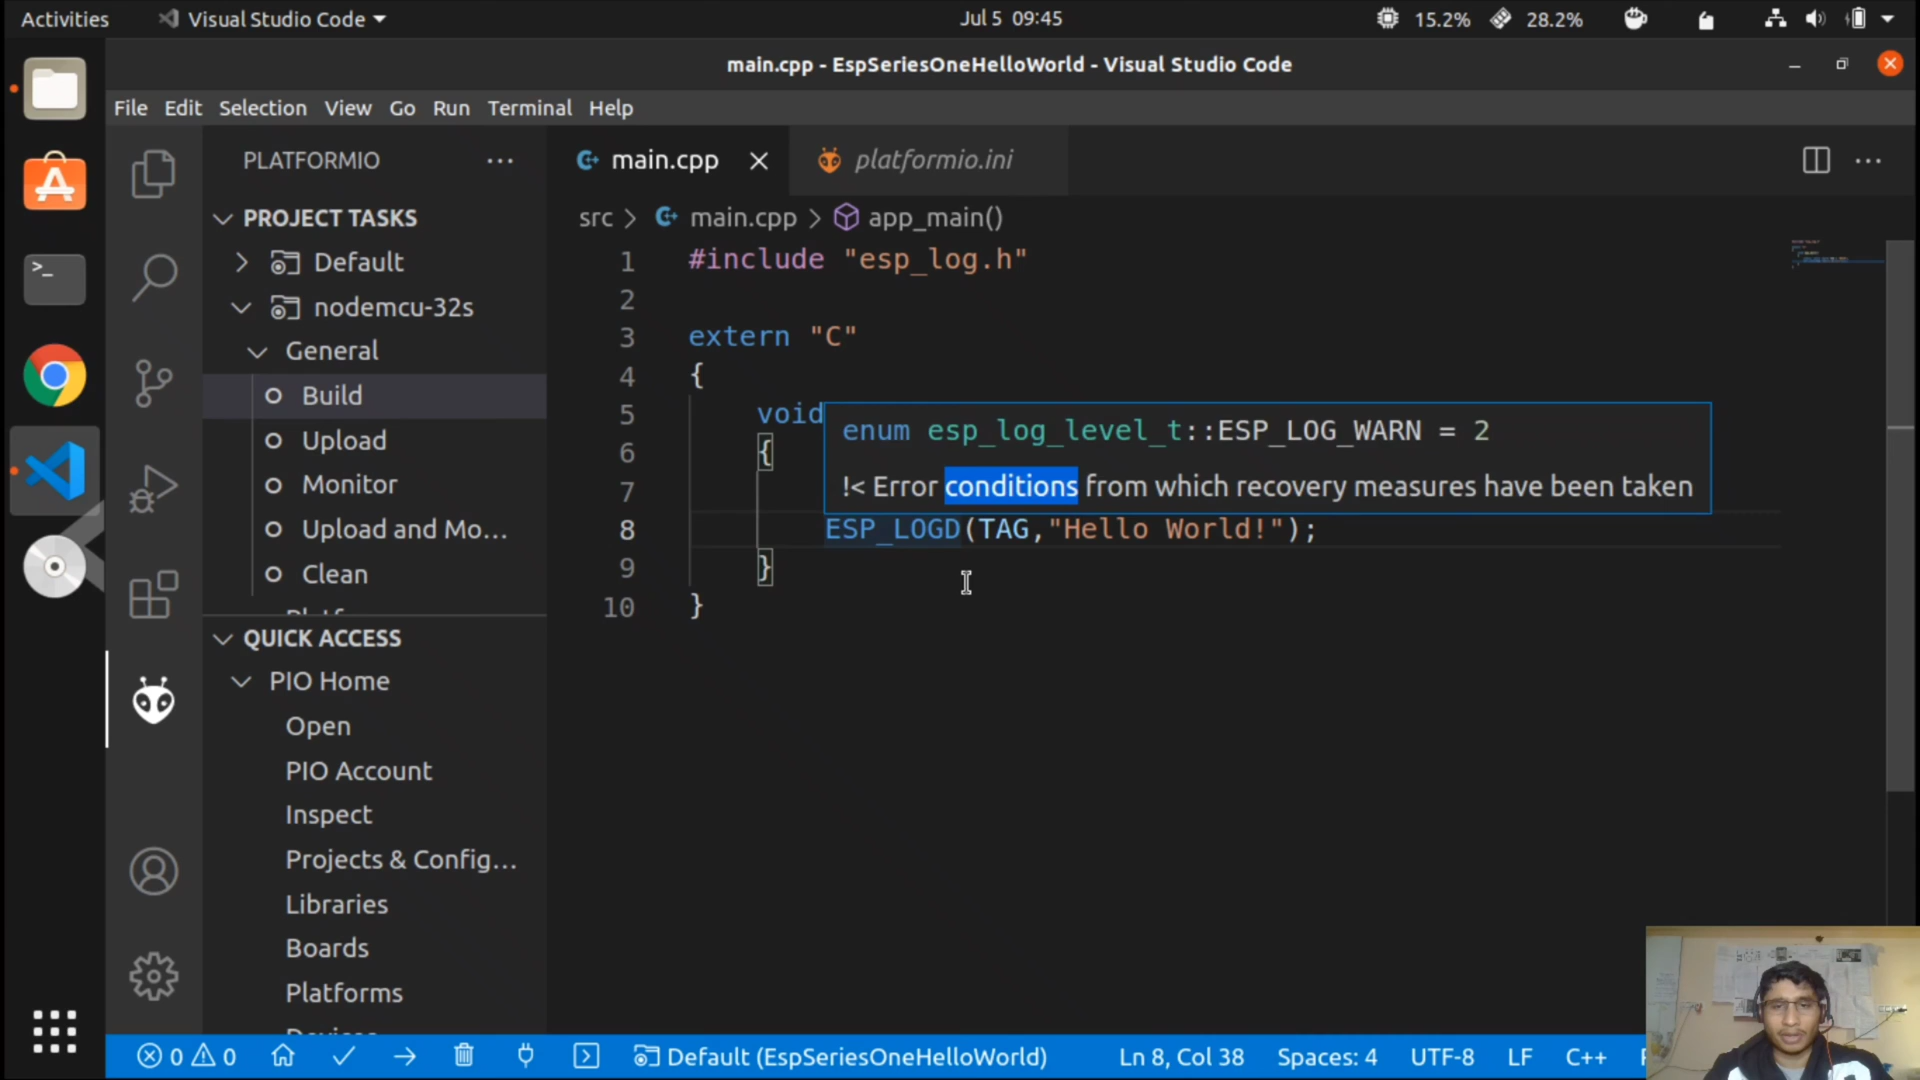 Activities
Visual Studio Code
Jul 5 09:45
15.2%
28.2%
main.cpp - EspSeriesOneHelloWorld - Visual Studio Code
File Edit Selection View Go Run Terminal Help
PLATFORMIO
main.cpp
platformio.ini
PROJECT TASKS
Default
nodemcu-32s
General
Build
Upload
Monitor
Upload and Mo...
Clean
QUICK ACCESS
PIO Home
Open
PIO Account
Inspect
Projects & Config...
Libraries
Boards
Platforms
src > main.cpp > app_main()
1 #include "esp_log.h"
2
3 extern "C"
4 {
5 void
6 {
7
8 ESP_LOGD(TAG,"Hello World!");
9 }
10 }
enum esp_log_level_t::ESP_LOG_WARN = 2
!< Error conditions from which recovery measures have been taken
0 0
Default (EspSeriesOneHelloWorld)
Ln 8, Col 38
Spaces: 4
UTF-8
LF
C++